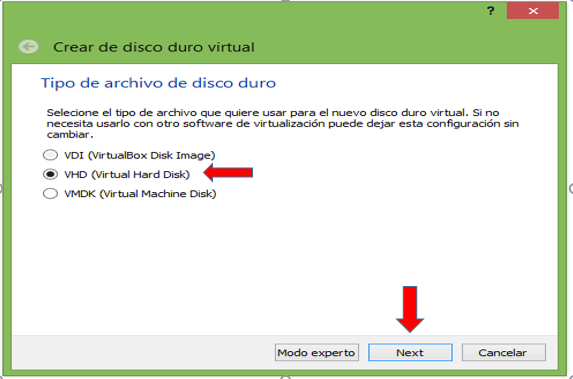 ?
Crear de disco duro virtual
Tipo de archivo de disco duro
Selecione el tipo de archivo que quiere usar para el nuevo disco duro virtual. Si no
necesita usarlo con otro software de virtualización puede dejar esta configuración sin
cambiar.
VDI (VirtualBox Disk Image)
VHD (Virtual Hard Disk)
VMDK (Virtual Machine Disk)
Modo experto Next Cancelar